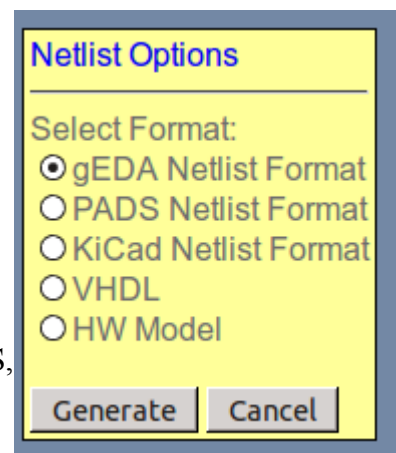 Netlist Options
Select Format:
gEDA Netlist Format
PADS Netlist Format
KiCad Netlist Format
VHDL
HW Model
Generate Cancel